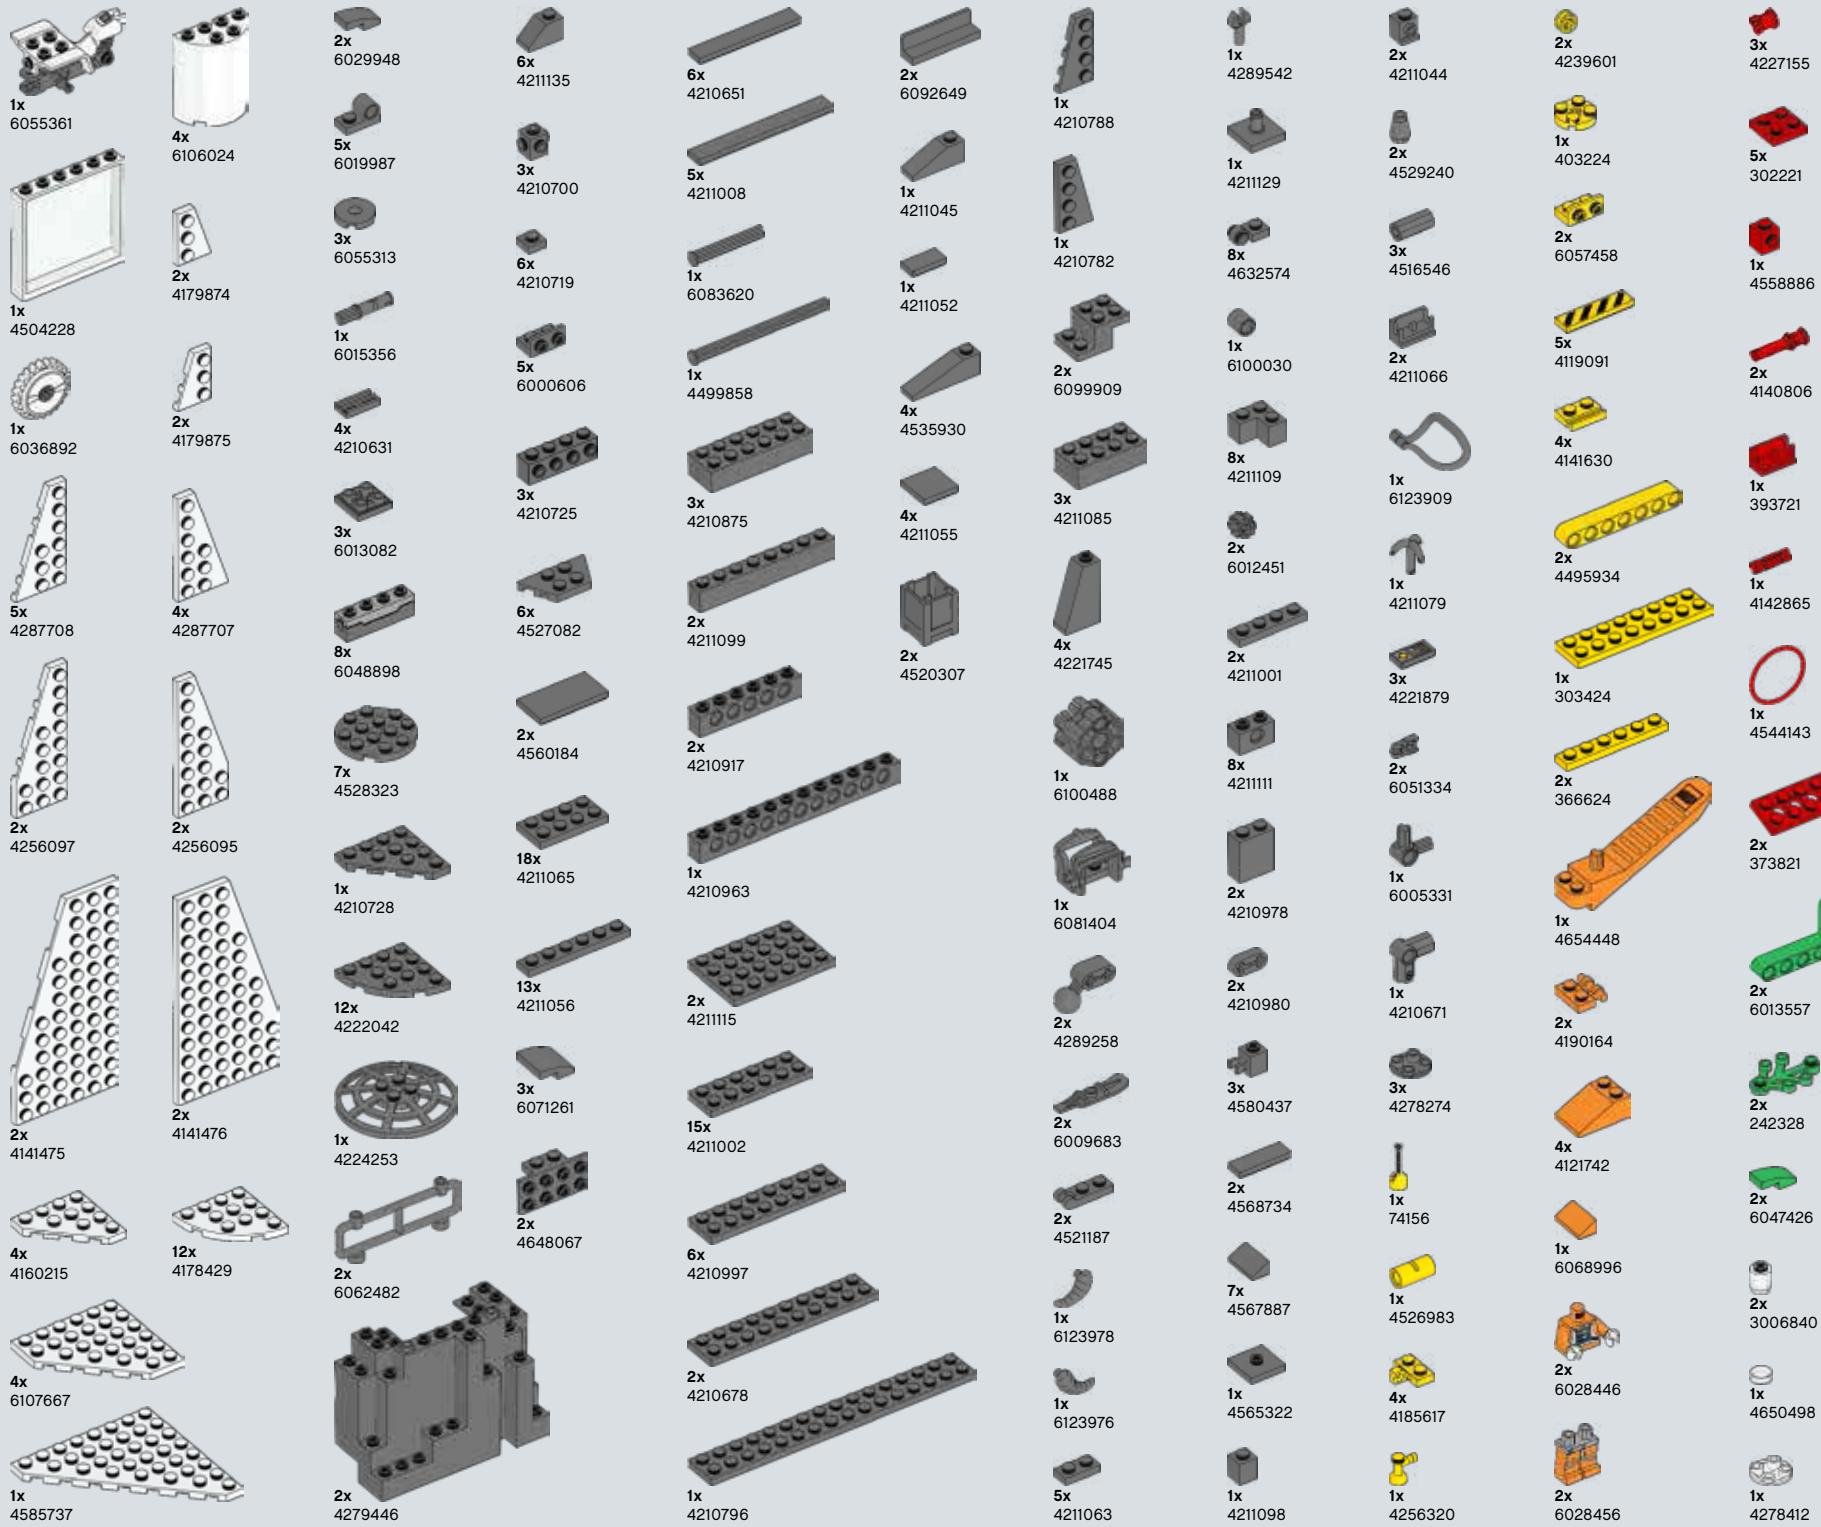 1x
6055361
1x
4504228
1x
6036892
5x
4287708
2x
4256097
2x
4141475
4x
4160215
4x
6107667
1x
4585737
4x
6106024
2x
4179874
2x
4179875
4x
4287707
2x
4256095
2x
4141476
12x
4178429
2x
6029948
5x
6019987
3x
6055313
1x
6015356
4x
4210631
3x
6013082
8x
6048898
7x
4528323
1x
4210728
12x
4222042
1x
4224253
2x
6062482
2x
4279446
6x
4211135
3x
4210700
6x
4210719
5x
6000606
3x
4210725
6x
4527082
2x
4560184
18x
4211065
13x
4211056
3x
6071261
2x
4648067
6x
4210651
5x
4211008
1x
6083620
1x
4499858
3x
4210875
2x
4211099
2x
4210917
1x
4210963
2x
4211115
15x
4211002
6x
4210997
2x
4210678
1x
4210796
2x
6092649
1x
4211045
1x
4211052
4x
4535930
4x
4211055
2x
4520307
1x
4210788
1x
4210782
2x
6099909
3x
4211085
4x
4221745
1x
6100488
1x
6081404
2x
4289258
2x
6009683
2x
4521187
1x
6123978
1x
6123976
5x
4211063
1x
4289542
1x
4211129
8x
4632574
1x
6100030
8x
4211109
2x
6012451
2x
4211001
8x
4211111
2x
4210978
2x
4210980
3x
4580437
2x
4568734
7x
4567887
1x
4565322
1x
4211098
2x
4211044
2x
4529240
3x
4516546
2x
4211066
1x
6123909
1x
4211079
3x
4221879
2x
6051334
1x
6005331
1x
4210671
3x
4278274
1x
74156
1x
4526983
4x
4185617
1x
4256320
2x
4239601
1x
403224
2x
6057458
5x
4119091
4x
4141630
2x
4495934
1x
303424
2x
366624
1x
4654448
2x
4190164
4x
4121742
1x
6068996
2x
6028446
2x
6028456
3x
4227155
5x
302221
1x
4558886
2x
4140806
1x
393721
1x
4142865
1x
4544143
2x
373821
2x
6013557
2x
242328
2x
6047426
2x
3006840
1x
4650498
1x
4278412